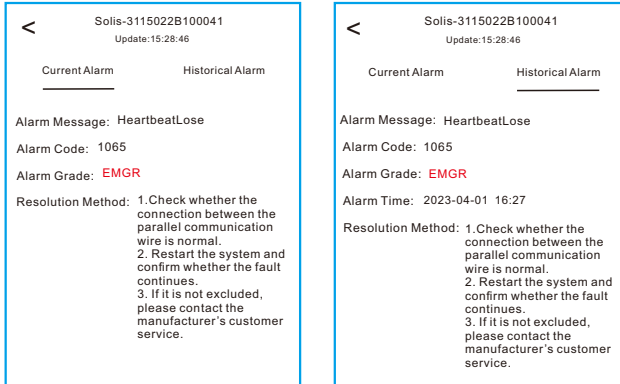 <
Solis-3115022B100041
Update:15:28:46
Current Alarm
Historical Alarm
Alarm Message: HeartbeatLose
Alarm Code: 1065
Alarm Grade: EMGR
Resolution Method: 1.Check whether the
connection between the
parallel communication
wire is normal.
2. Restart the system and
confirm whether the fault
continues.
3. If it is not excluded,
please contact the
manufacturer's customer
service.
<
Solis-3115022B100041
Update:15:28:46
Current Alarm
Historical Alarm
Alarm Message: HeartbeatLose
Alarm Code: 1065
Alarm Grade: EMGR
Alarm Time: 2023-04-01 16:27
Resolution Method: 1.Check whether the
connection between the
parallel communication
wire is normal.
2. Restart the system and
confirm whether the fault
continues.
3. If it is not excluded,
please contact the
manufacturer's customer
service.